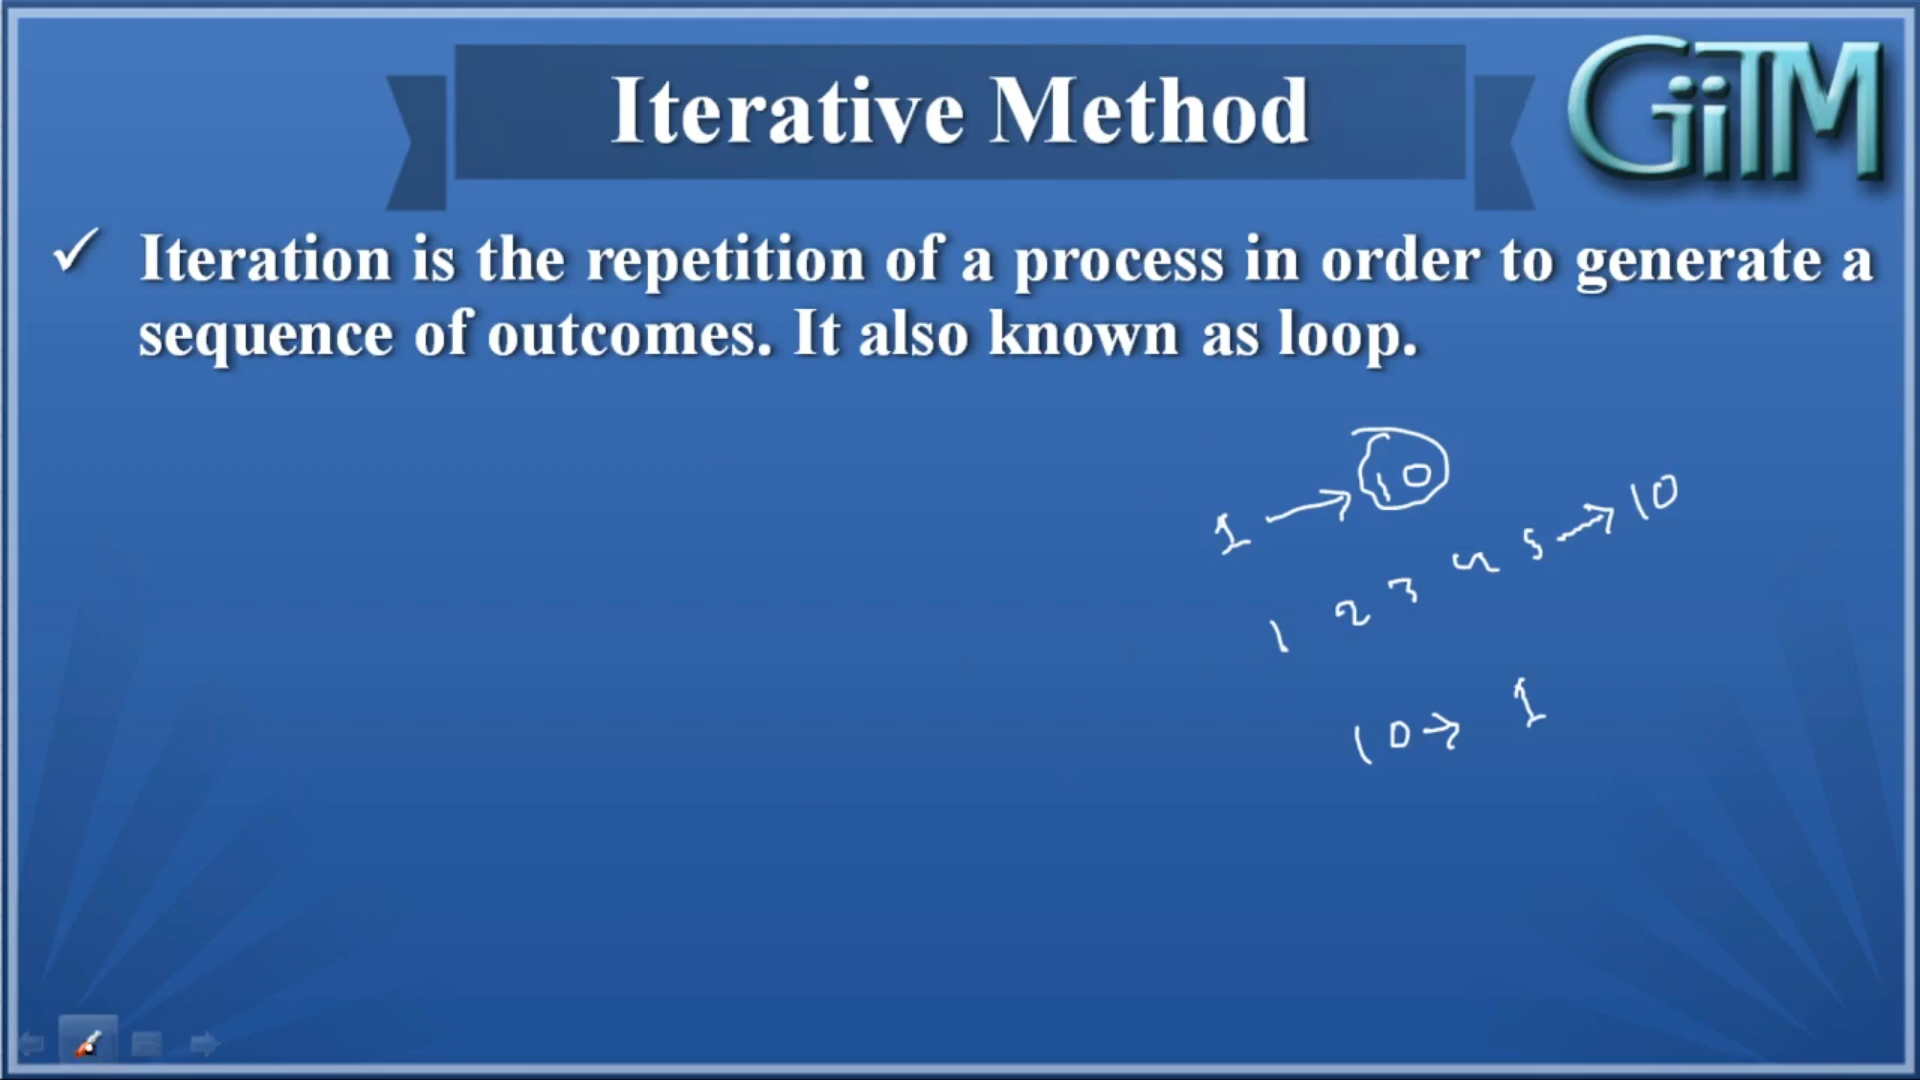 Iterative Method
GiTM
✓ Iteration is the repetition of a process in order to generate a
sequence of outcomes. It also known as loop.
1 → 10
1 2 3 4 5 → 10
10 → 1